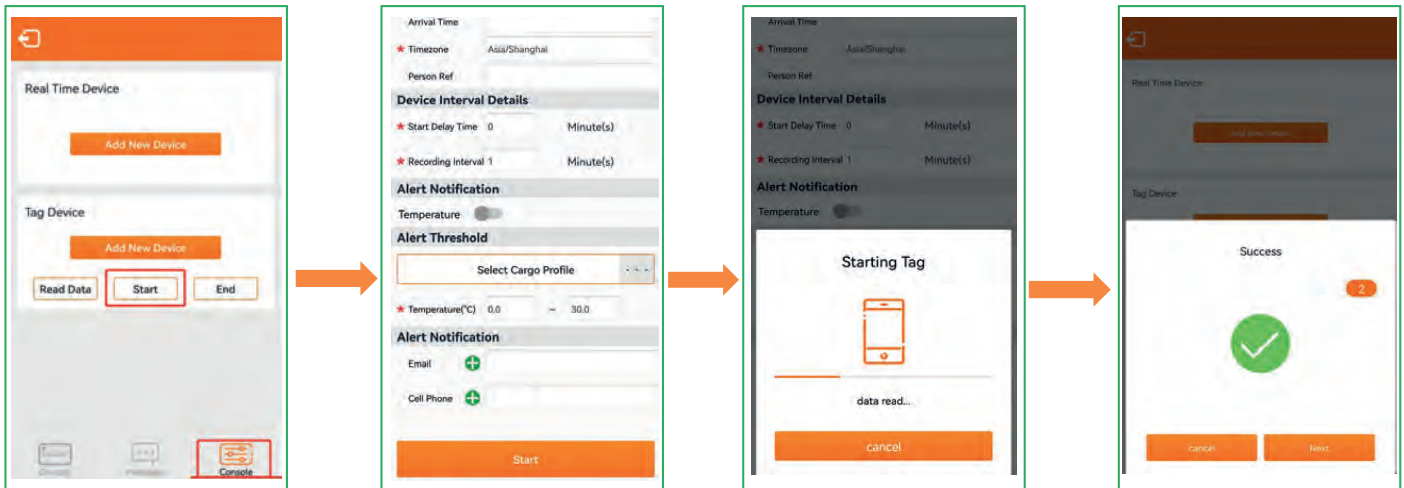 Real Time Device
Add New Device
Tag Device
Add New Device
Read Data
Start
End
Console
Arrival Time
* Timezone Asia/Shanghai
Person Ref
Device Interval Details
* Start Delay Time 0 Minute(s)
* Recording Interval 1 Minute(s)
Alert Notification
Temperature
Alert Threshold
Select Cargo Profile ...
* Temperature(°C) 0.0 ~ 30.0
Alert Notification
Email
Cell Phone
Start
Arrival Time
* Timezone Asia/Shanghai
Person Ref
Device Interval Details
* Start Delay Time 0 Minute(s)
* Recording Interval 1 Minute(s)
Alert Notification
Temperature
Starting Tag
data read...
cancel
Real Time Device
Add New Device
Tag Device
Success
2
cancel
Next